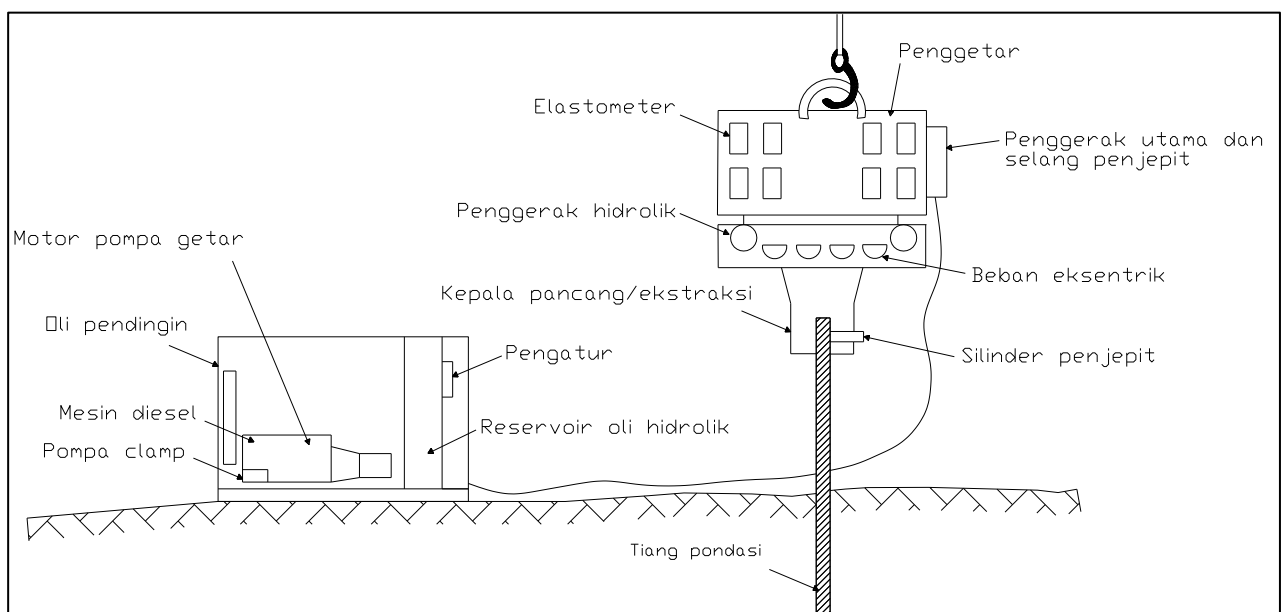 Penggetar
Elastometer
Penggerak utama dan
selang penjepit
Penggerak hidrolik
Motor pompa getar
Beban eksentrik
Kepala pancang/ekstraksi
Oli pendingin
Pengatur
Silinder penjepit
Mesin diesel
Reservoir oli hidrolik
Pompa clamp
Tiang pondasi